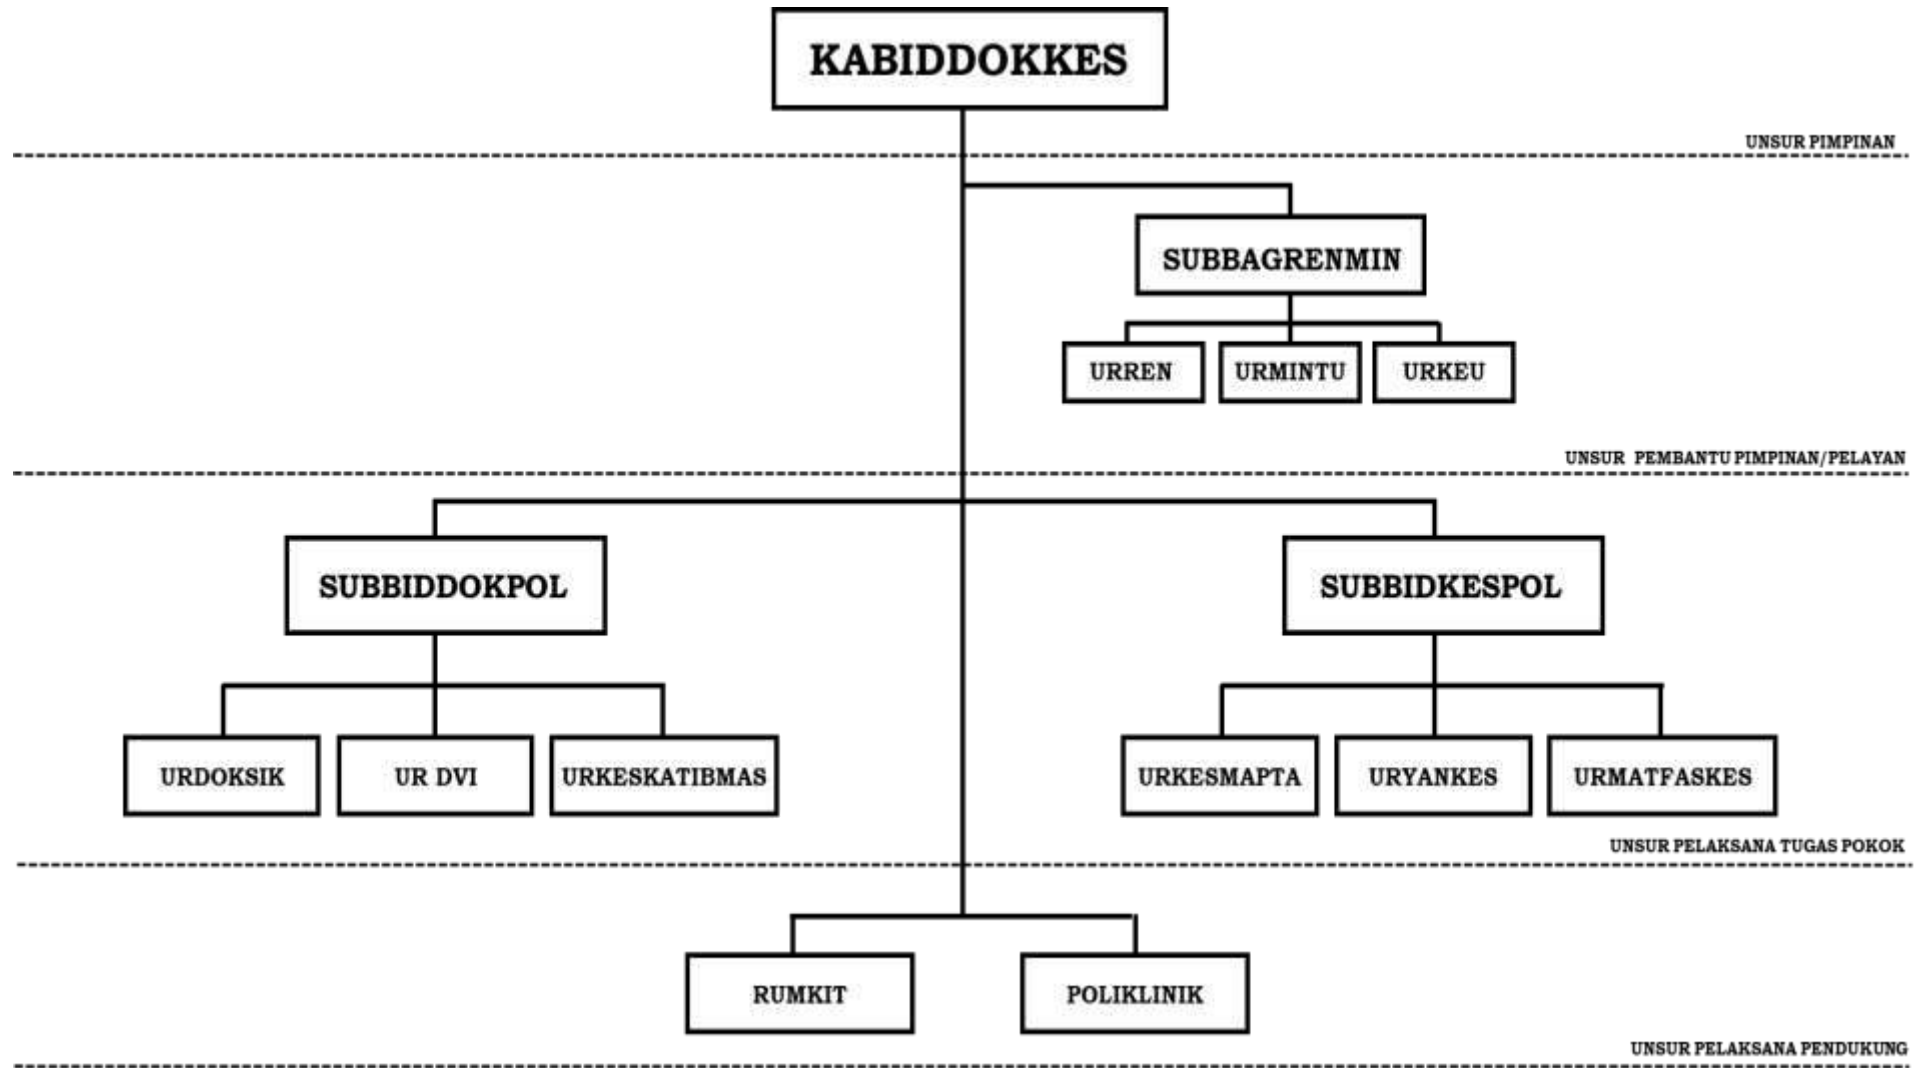 KABIDDOKKES
UNSUR PIMPINAN
SUBBAGRENMIN
URREN
URMINTU
URKEU
UNSUR PEMBANTU PIMPINAN/PELAYAN
SUBBIDDOKPOL
SUBBIDKESPOL
URDOKSIK
UR DVI
URKESKATIBMAS
URKESMAPTA
URYANKES
URMATFASKES
UNSUR PELAKSANA TUGAS POKOK
RUMKIT
POLIKLINIK
UNSUR PELAKSANA PENDUKUNG